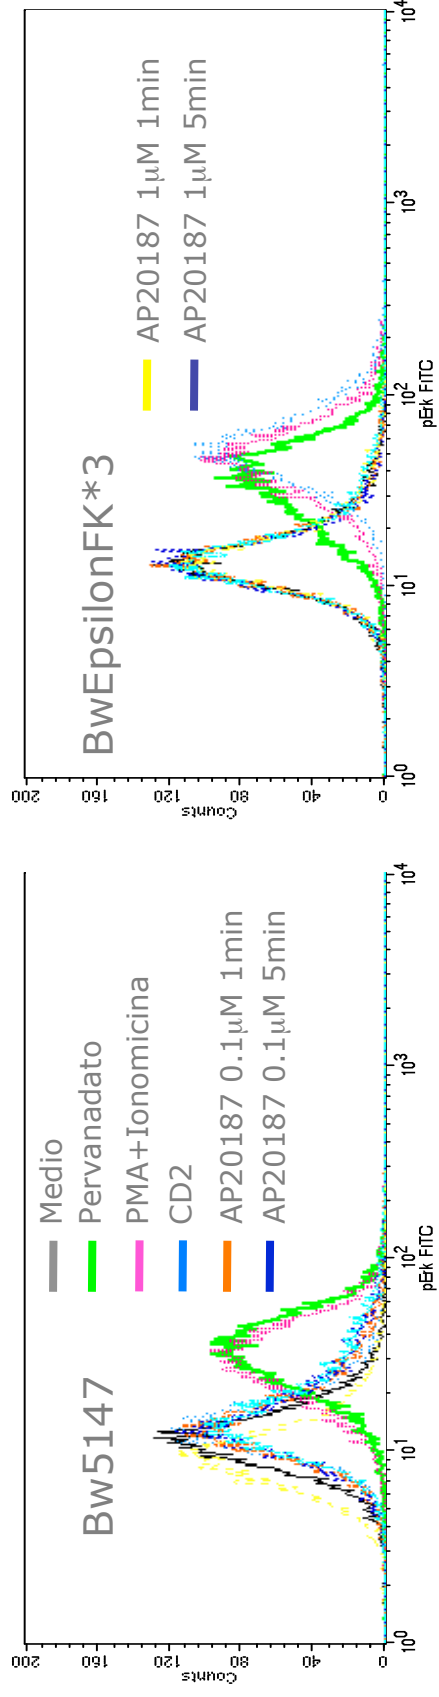 Bw5147
Medio
Pervanadato
PMA+Ionomicina
CD2
AP20187 0.1μM 1min
AP20187 0.1μM 5min
Counts
0 40 80 120 160 200
10⁰ 10¹ 10² 10³ 10⁴
pErk FITC
BwEpsilonFK*3
AP20187 1μM 1min
AP20187 1μM 5min
Counts
0 40 80 120 160 200
10⁰ 10¹ 10² 10³ 10⁴
pErk FITC